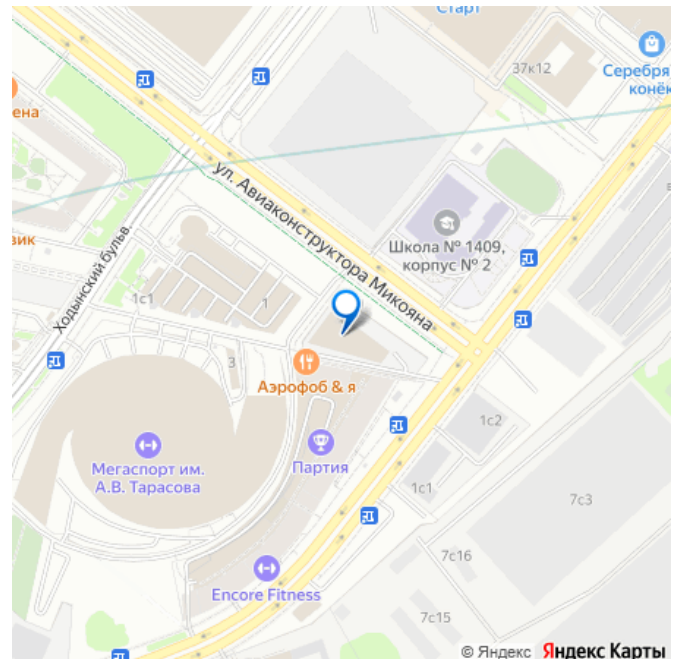 Старт
37к12
Серебря
конёк
ена
ул. Авиаконструктора Микояна
Школа № 1409,
корпус № 2
вик
Ходынский бульв.
1с1
1
3
Аэрофоб & я
Мегаспорт им.
А.В. Тарасова
Партия
1с2
1с1
7с3
7с16
Encore Fitness
7с15
© Яндекс Яндекс Карты